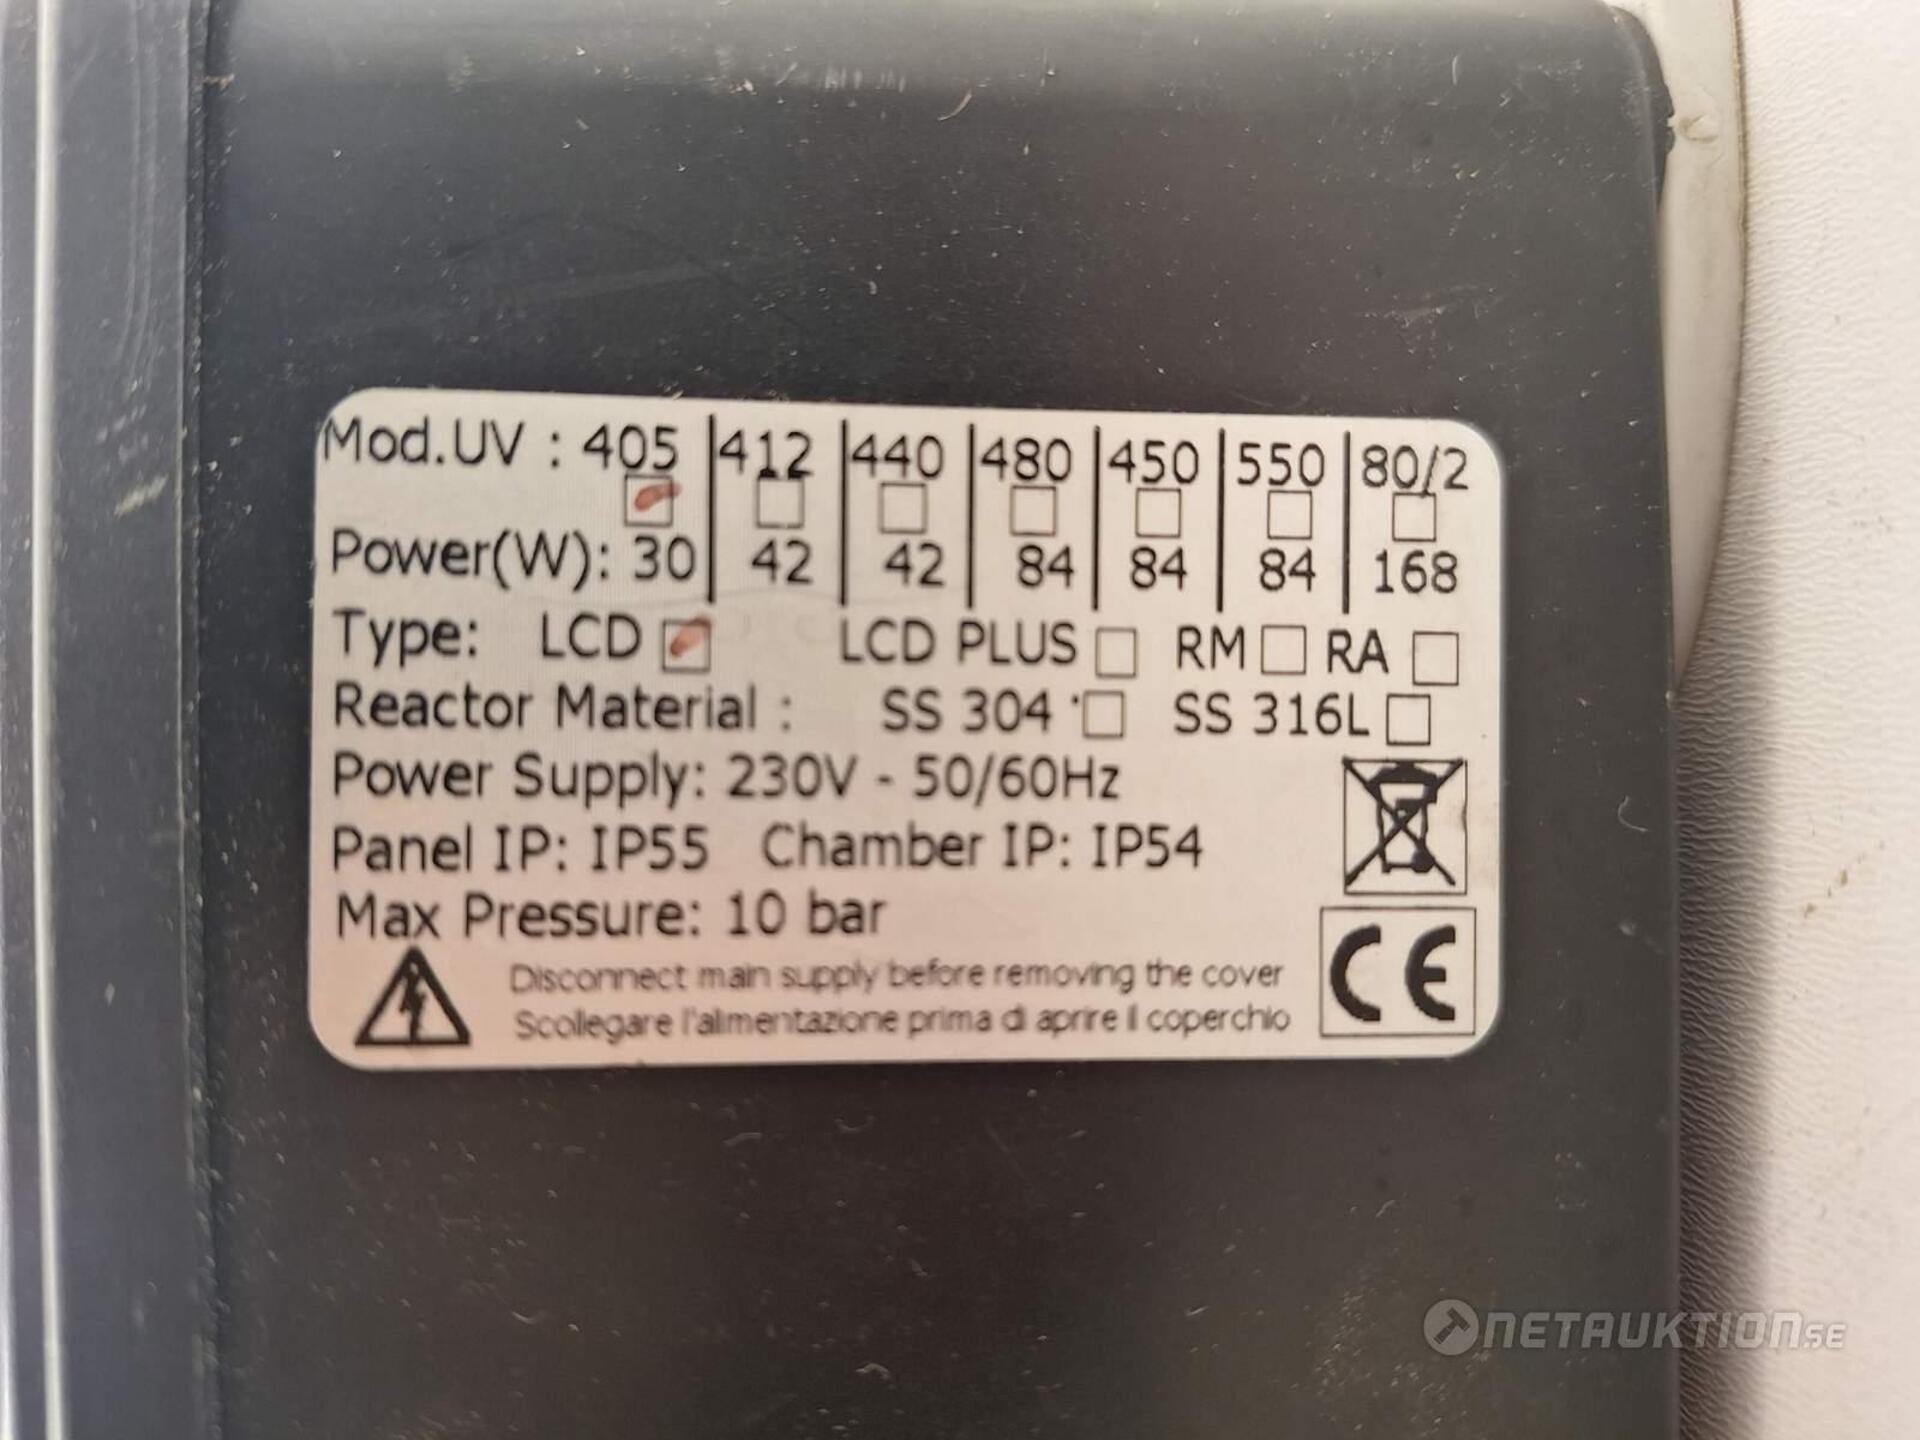 Mod.UV : 405 |412 |440 |480 |450 |550 |80/2
Power(W): 30 42 42 84 84 84 168
Type: LCD LCD PLUS RM RA
Reactor Material : SS 304 SS 316L
Power Supply: 230V - 50/60Hz
Panel IP: IP55 Chamber IP: IP54
Max Pressure: 10 bar
Disconnect main supply before removing the cover
Scollegare l'alimentazione prima di aprire il coperchio
CE
NETAUKTION.SE